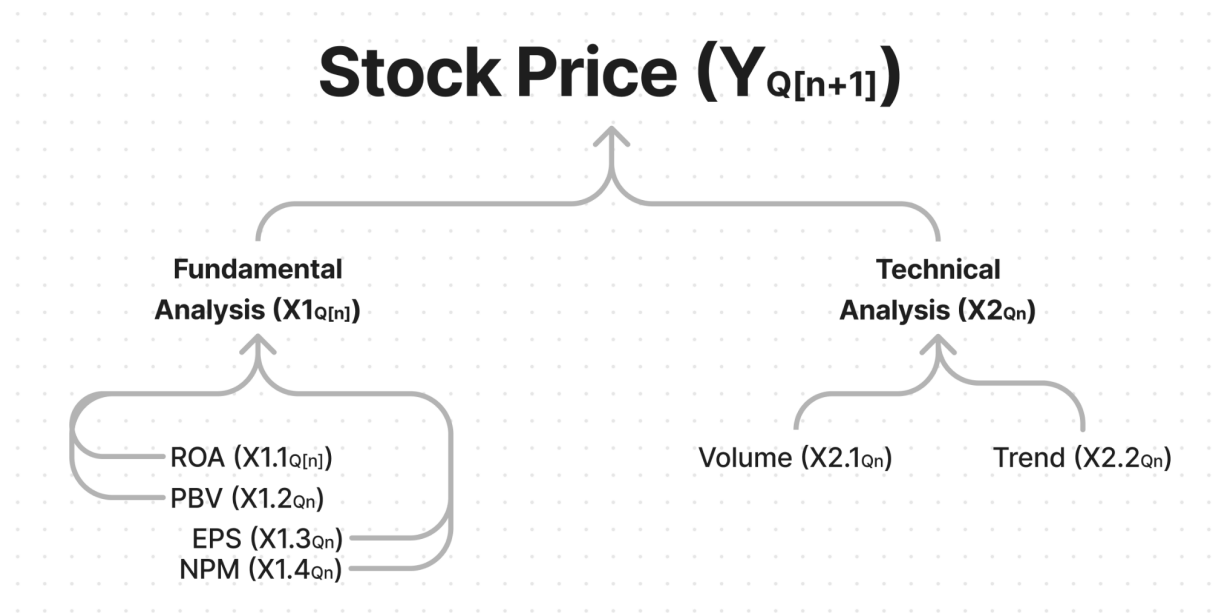 Stock Price (YQ[n+1])
Fundamental
Analysis (X1Q[n])
Technical
Analysis (X2Qn)
ROA (X1.1Q[n])
PBV (X1.2Qn)
EPS (X1.3Qn)
NPM (X1.4Qn)
Volume (X2.1Qn)
Trend (X2.2Qn)